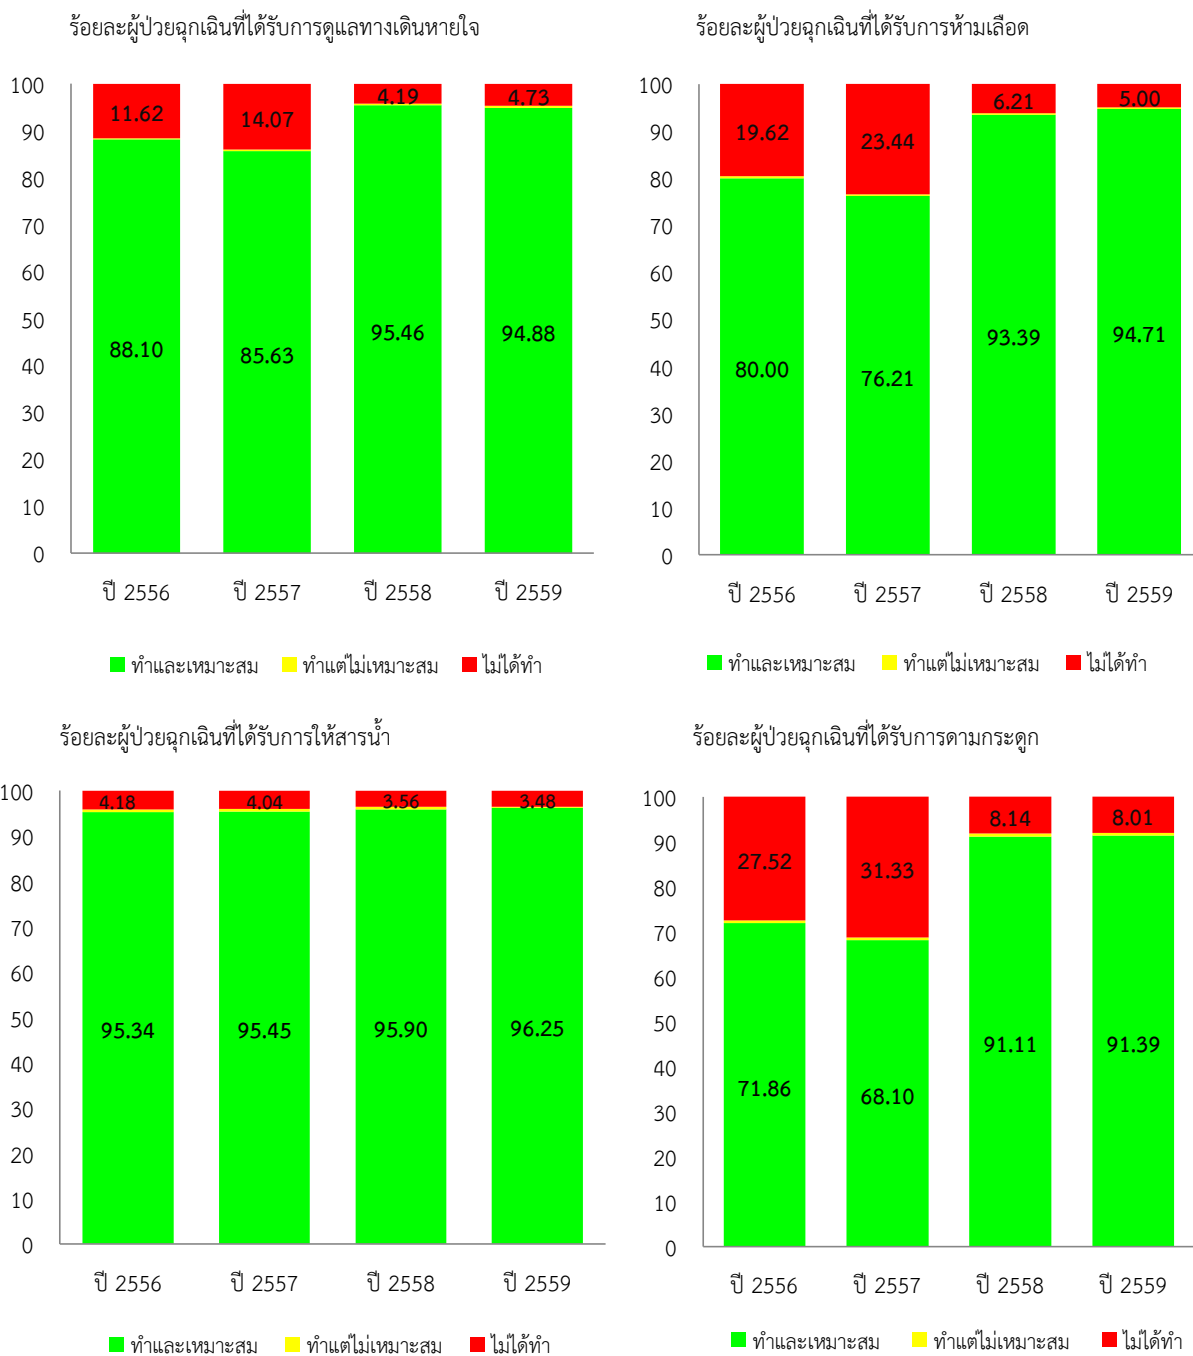 ร้อยละผู้ป่วยฉุกเฉินที่ได้รับการดูแลทางเดินหายใจ
100
90
80
70
60
50
40
30
20
10
0
11.62
14.07
4.19
4.73
88.10
85.63
95.46
94.88
ปี 2556
ปี 2557
ปี 2558
ปี 2559
ทำและเหมาะสม
ทำแต่ไม่เหมาะสม
ไม่ได้ทำ
ร้อยละผู้ป่วยฉุกเฉินที่ได้รับการห้ามเลือด
100
90
80
70
60
50
40
30
20
10
0
19.62
23.44
6.21
5.00
80.00
76.21
93.39
94.71
ปี 2556
ปี 2557
ปี 2558
ปี 2559
ทำและเหมาะสม
ทำแต่ไม่เหมาะสม
ไม่ได้ทำ
ร้อยละผู้ป่วยฉุกเฉินที่ได้รับการให้สารน้ำ
100
90
80
70
60
50
40
30
20
10
0
4.18
4.04
3.56
3.48
95.34
95.45
95.90
96.25
ปี 2556
ปี 2557
ปี 2558
ปี 2559
ทำและเหมาะสม
ทำแต่ไม่เหมาะสม
ไม่ได้ทำ
ร้อยละผู้ป่วยฉุกเฉินที่ได้รับการดามกระดูก
100
90
80
70
60
50
40
30
20
10
0
27.52
31.33
8.14
8.01
71.86
68.10
91.11
91.39
ปี 2556
ปี 2557
ปี 2558
ปี 2559
ทำและเหมาะสม
ทำแต่ไม่เหมาะสม
ไม่ได้ทำ